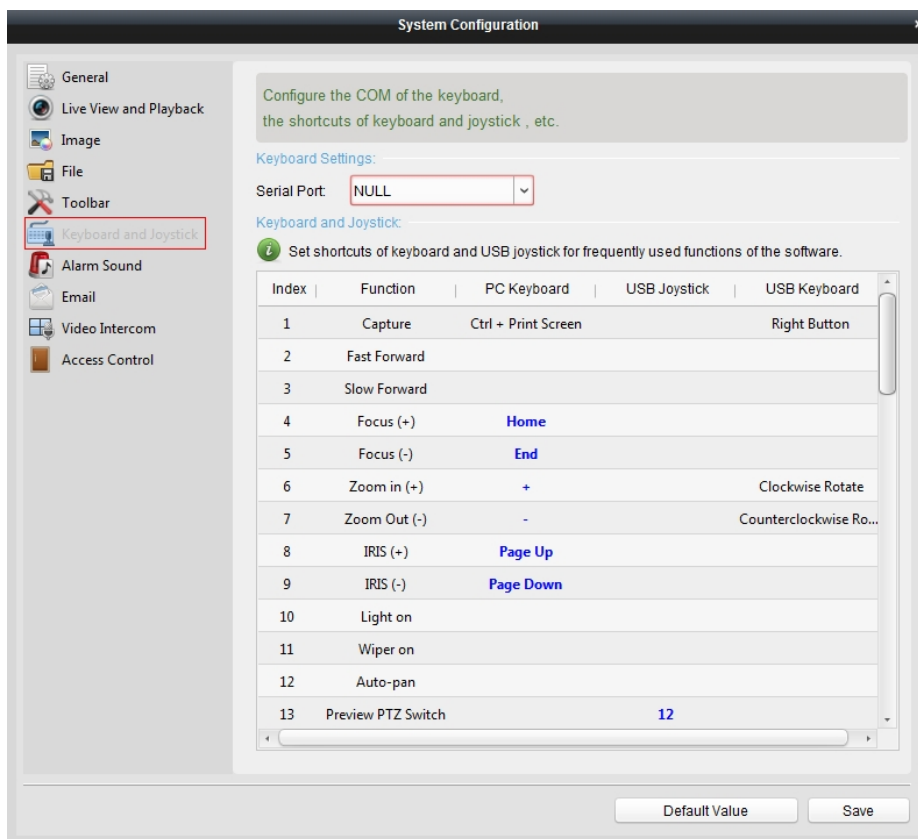 System Configuration
General
Live View and Playback
Image
File
Toolbar
Keyboard and Joystick
Alarm Sound
Email
Video Intercom
Access Control
Configure the COM of the keyboard,
the shortcuts of keyboard and joystick , etc.
Keyboard Settings:
Serial Port: NULL
Keyboard and Joystick:
Set shortcuts of keyboard and USB joystick for frequently used functions of the software.
Index Function PC Keyboard USB Joystick USB Keyboard
1 Capture Ctrl + Print Screen Right Button
2 Fast Forward
3 Slow Forward
4 Focus (+) Home
5 Focus (-) End
6 Zoom in (+) + Clockwise Rotate
7 Zoom Out (-) - Counterclockwise Ro...
8 IRIS (+) Page Up
9 IRIS (-) Page Down
10 Light on
11 Wiper on
12 Auto-pan
13 Preview PTZ Switch 12
Default Value Save